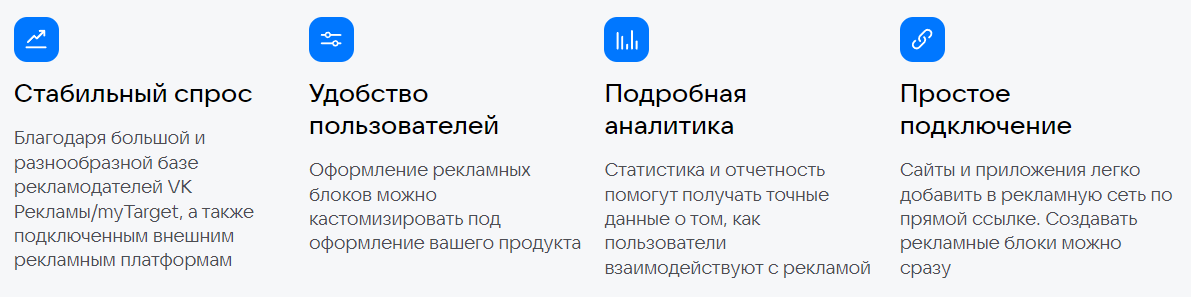 Стабильный спрос
Благодаря большой и
разнообразной базе
рекламодателей VK
Рекламы/myTarget, а также
подключенным внешним
рекламным платформам
Удобство
пользователей
Оформление рекламных
блоков можно
кастомизировать под
оформление вашего продукта
Подробная
аналитика
Статистика и отчетность
помогут получать точные
данные о том, как
пользователи
взаимодействуют с рекламой
Простое
подключение
Сайты и приложения легко
добавить в рекламную сеть по
прямой ссылке. Создавать
рекламные блоки можно
сразу